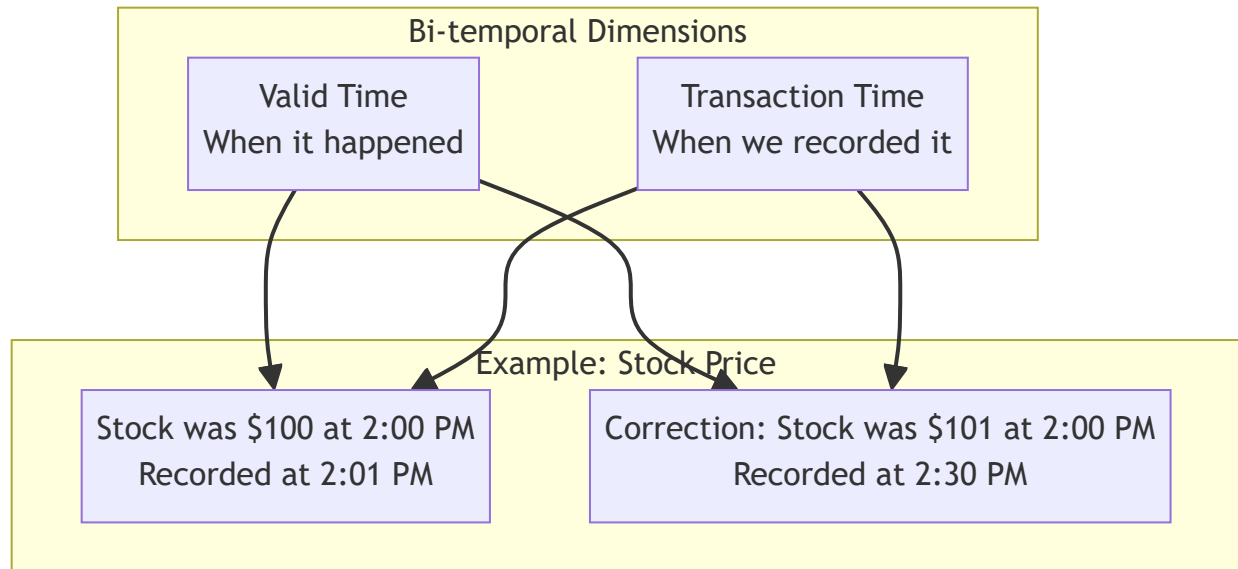 Bi-temporal Dimensions
Valid Time
When it happened
Transaction Time
When we recorded it
Example: Stock Price
Stock was $100 at 2:00 PM
Recorded at 2:01 PM
Correction: Stock was $101 at 2:00 PM
Recorded at 2:30 PM